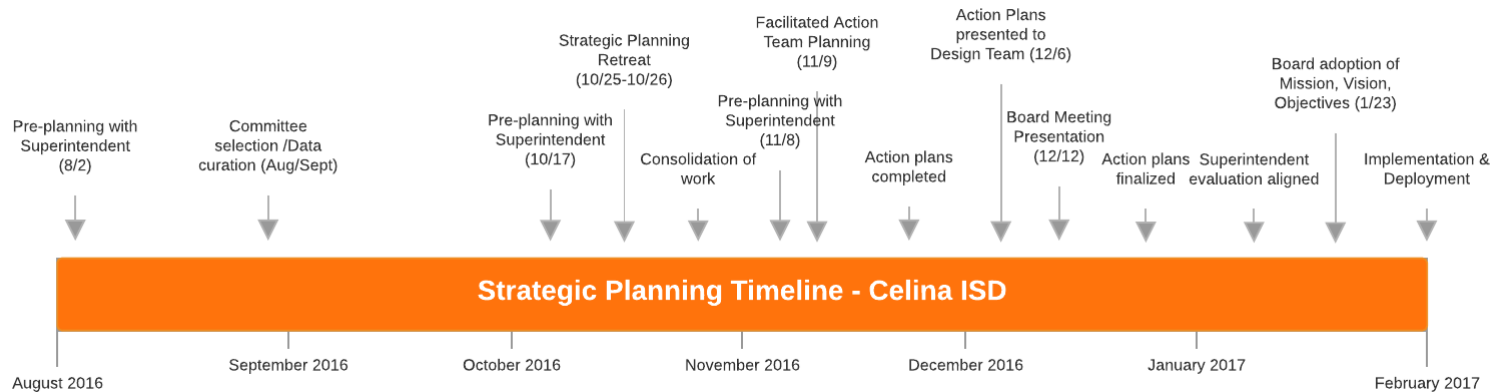 Pre-planning with
Superintendent
(8/2)
Committee
selection /Data
curation (Aug/Sept)
Pre-planning with
Superintendent
(10/17)
Strategic Planning
Retreat
(10/25-10/26)
Consolidation of
work
Pre-planning with
Superintendent
(11/8)
Facilitated Action
Team Planning
(11/9)
Action plans
completed
Action Plans
presented to
Design Team (12/6)
Board Meeting
Presentation
(12/12)
Action plans
finalized
Superintendent
evaluation aligned
Board adoption of
Mission, Vision,
Objectives (1/23)
Implementation &
Deployment
Strategic Planning Timeline - Celina ISD
August 2016
September 2016
October 2016
November 2016
December 2016
January 2017
February 2017